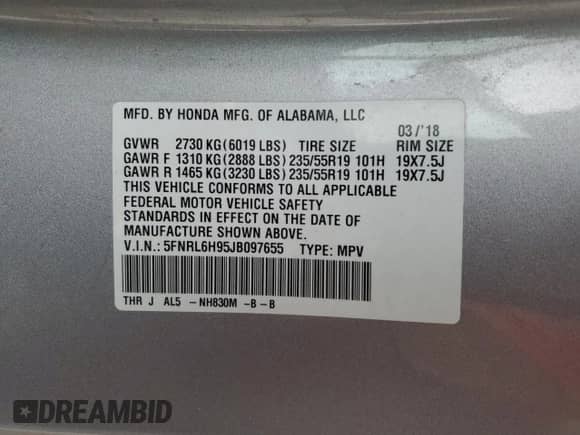 MFD. BY HONDA MFG. OF ALABAMA, LLC
03/'18
GVWR 2730 KG (6019 LBS) TIRE SIZE RIM SIZE
GAWR F 1310 KG (2888 LBS) 235/55R19 101H 19X7.5J
GAWR R 1465 KG (3230 LBS) 235/55R19 101H 19X7.5J
THIS VEHICLE CONFORMS TO ALL APPLICABLE
FEDERAL MOTOR VEHICLE SAFETY
STANDARDS IN EFFECT ON THE DATE OF
MANUFACTURE SHOWN ABOVE.
V.I.N.: 5FNRL6H95JB097655 TYPE: MPV
THR J AL5 -NH830M -B-B
DREAMBID